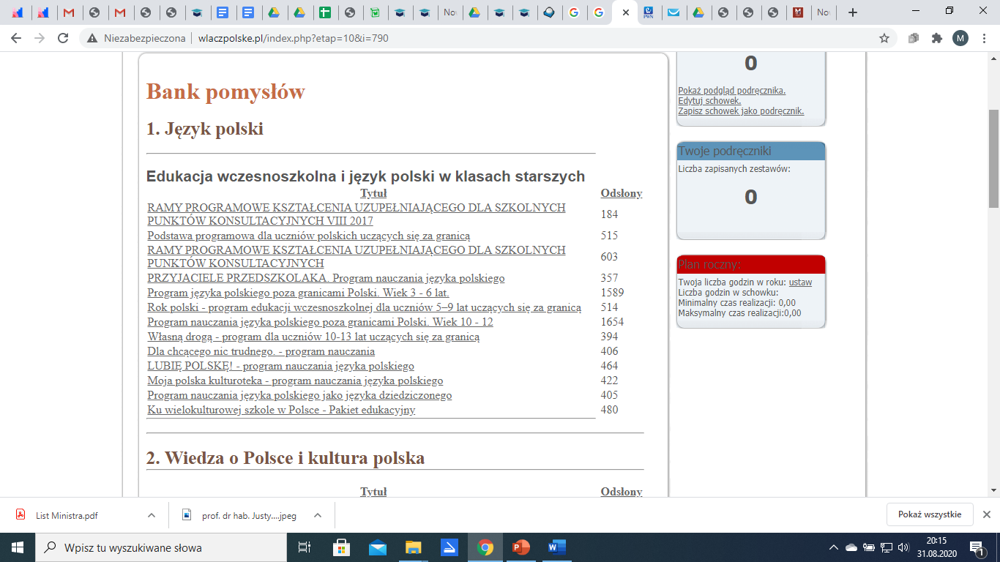 No
No
Niezabezpieczona
wlaczpolske.pl/index.php?etap=10&i=790
M
Bank pomysłów
1. Język polski
Edukacja wczesnoszkolna i język polski w klasach starszych
Tytuł Odsłony
RAMY PROGRAMOWE KSZTAŁCENIA UZUPEŁNIAJĄCEGO DLA SZKOLNYCH
PUNKTÓW KONSULTACYJNYCH VIII 2017 184
Podstawa programowa dla uczniów polskich uczących się za granicą 515
RAMY PROGRAMOWE KSZTAŁCENIA UZUPEŁNIAJĄCEGO DLA SZKOLNYCH
PUNKTÓW KONSULTACYJNYCH 603
PRZYJACIELE PRZEDSZKOLAKA. Program nauczania języka polskiego 357
Program języka polskiego poza granicami Polski. Wiek 3 - 6 lat. 1589
Rok polski - program edukacji wczesnoszkolnej dla uczniów 5–9 lat uczących się za granicą 514
Program nauczania języka polskiego poza granicami Polski. Wiek 10 - 12 1654
Własną drogą - program dla uczniów 10-13 lat uczących się za granicą 394
Dla chcącego nic trudnego. - program nauczania 406
LUBIĘ POLSKĘ! - program nauczania języka polskiego 464
Moja polska kulturoteka - program nauczania języka polskiego 422
Program nauczania języka polskiego jako języka dziedziczonego 405
Ku wielokulturowej szkole w Polsce - Pakiet edukacyjny 480
2. Wiedza o Polsce i kultura polska
Tytuł Odsłony
0
Pokaż podgląd podręcznika.
Edytuj schowek.
Zapisz schowek jako podręcznik.
Twoje podręczniki
Liczba zapisanych zestawów:
0
Plan roczny:
Twoja liczba godzin w roku: ustaw
Liczba godzin w schowku:
Minimalny czas realizacji: 0,00
Maksymalny czas realizacji:0,00
List Ministra.pdf
prof. dr hab. Justy....jpeg
Pokaż wszystkie
Wpisz tu wyszukiwane słowa
20:15
31.08.2020
1